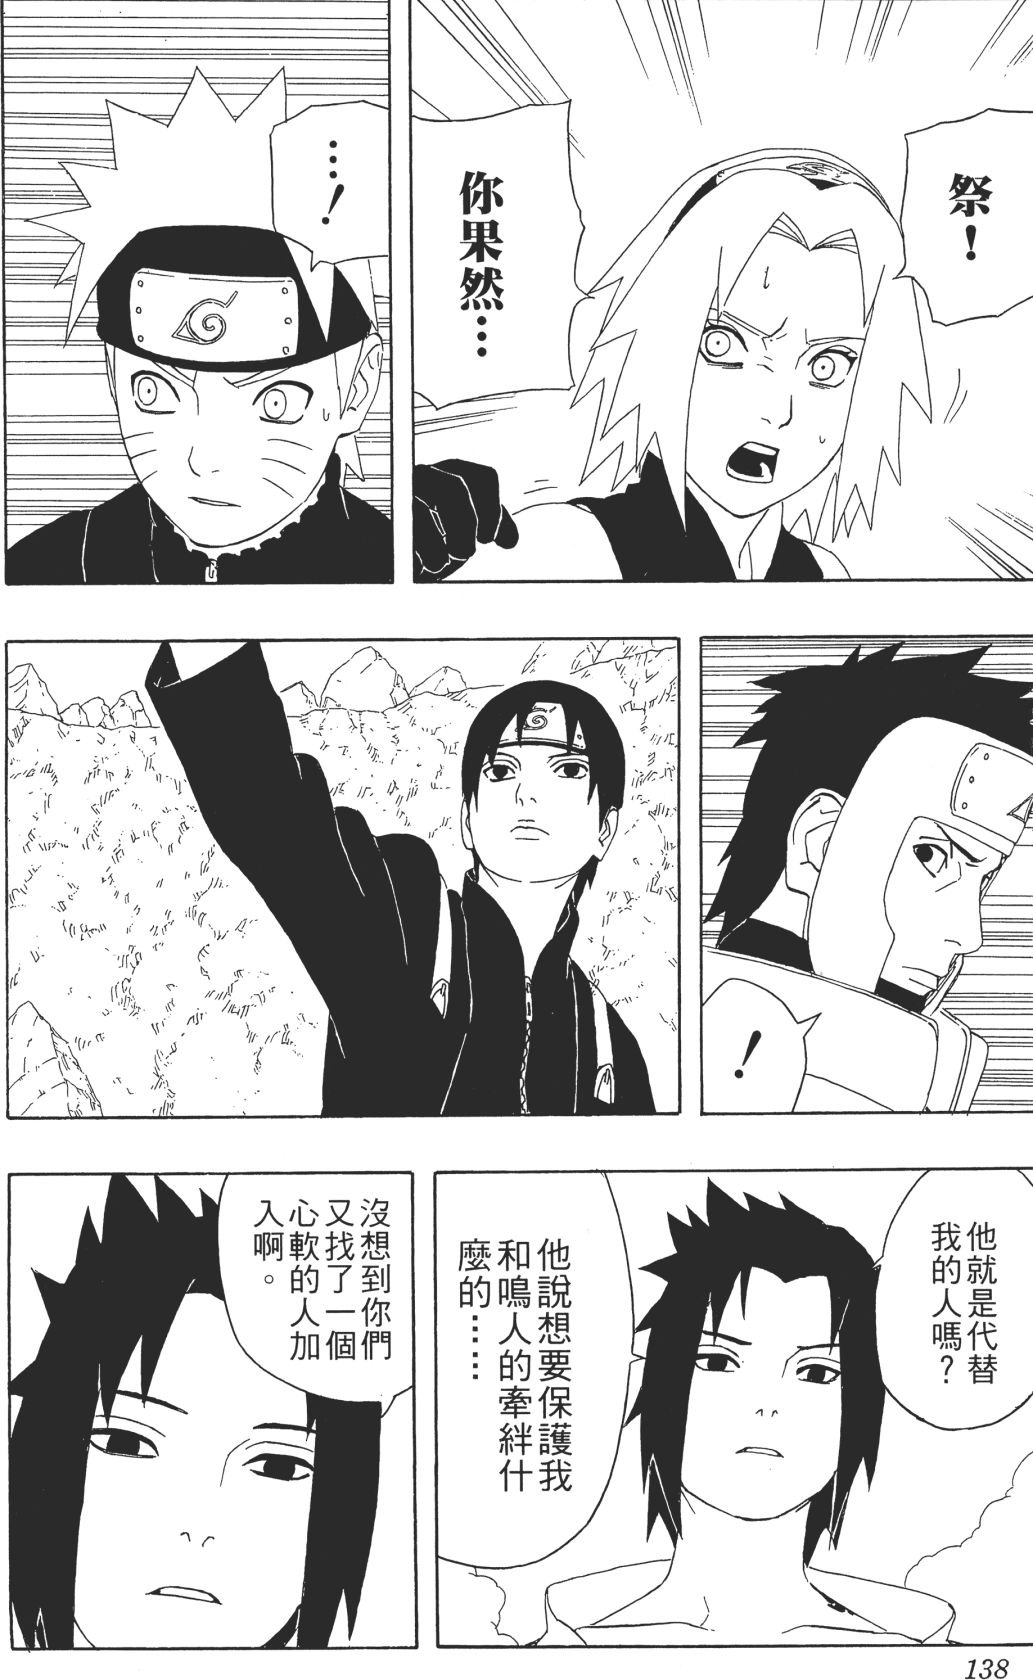 祭！
你果然⋯
⋯！
！
他就是代替
我的人嗎？
他說想要保護我
和鳴人的牽絆什
麼的⋯⋯
沒想到你們
又找了一個
心軟的人加
入啊。
138